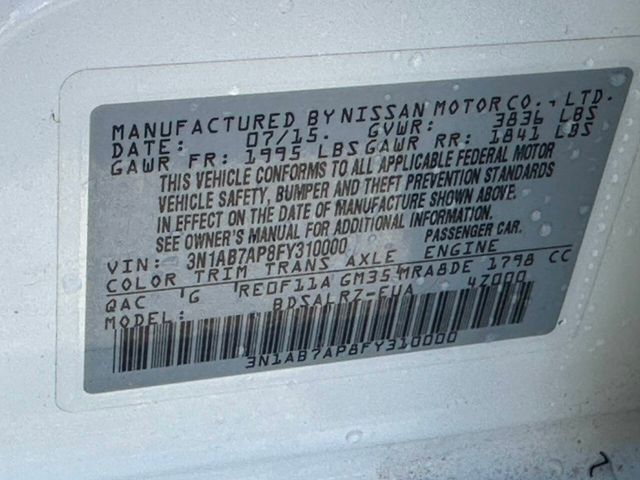 MANUFACTURED BY NISSAN MOTOR CO., LTD.
DATE: 07/15. GVWR: 3836 LBS
GAWR FR: 1995 LBS GAWR RR: 1841 LBS
THIS VEHICLE CONFORMS TO ALL APPLICABLE FEDERAL MOTOR
VEHICLE SAFETY, BUMPER AND THEFT PREVENTION STANDARDS
IN EFFECT ON THE DATE OF MANUFACTURE SHOWN ABOVE.
SEE OWNER'S MANUAL FOR ADDITIONAL INFORMATION.
VIN: 3N1AB7AP8FY310000 PASSENGER CAR.
COLOR TRIM TRANS AXLE ENGINE
QAC 'G 'RE0F11A GM35 'MRA8DE 1798 CC
MODEL: BDSALRZ-EUA 4Z000
3N1AB7AP8FY310000